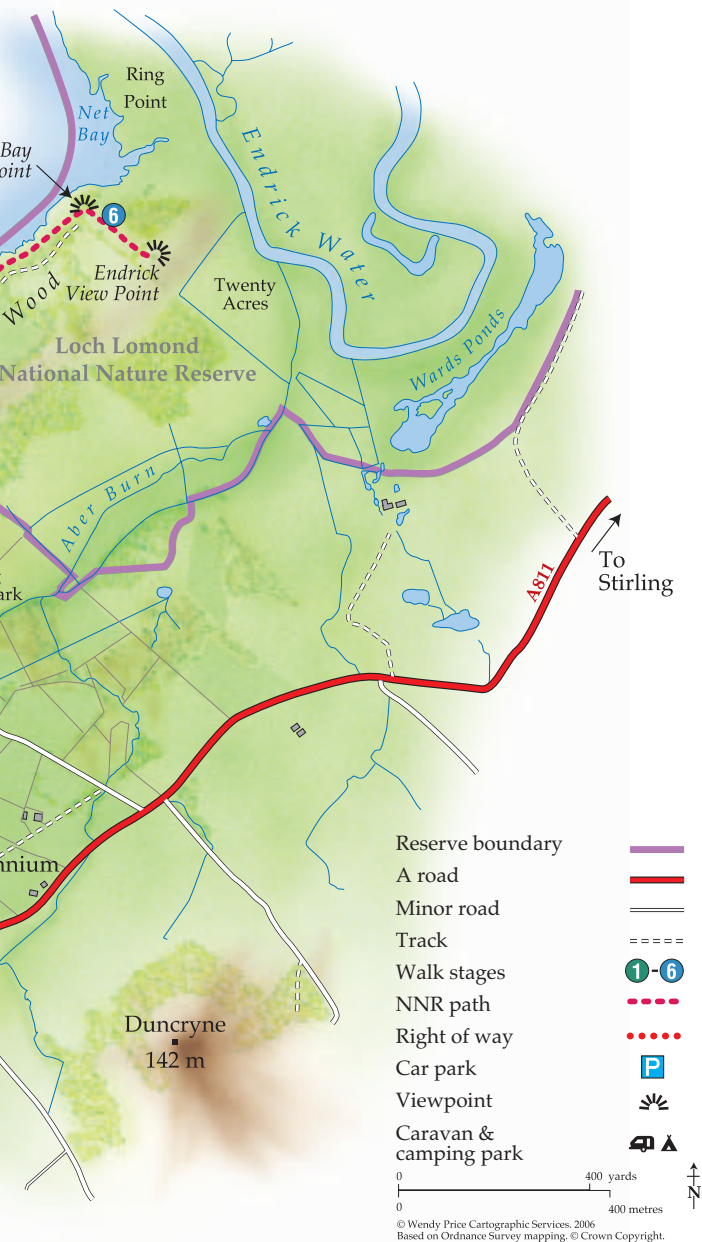 Ring
Point
Net
Bay
Bay
6
Endrick
View Point
Wood
Endrick Water
Twenty
Acres
Wards Ponds
Loch Lomond
National Nature Reserve
Aber Burn
A811
To
Stirling
Duncryne
142 m
Reserve boundary
A road
Minor road
Track
Walk stages
1 - 6
NNR path
Right of way
Car park
P
Viewpoint
Caravan &
camping park
0 400 yards
0 400 metres
N
© Wendy Price Cartographic Services. 2006
Based on Ordnance Survey mapping. © Crown Copyright.